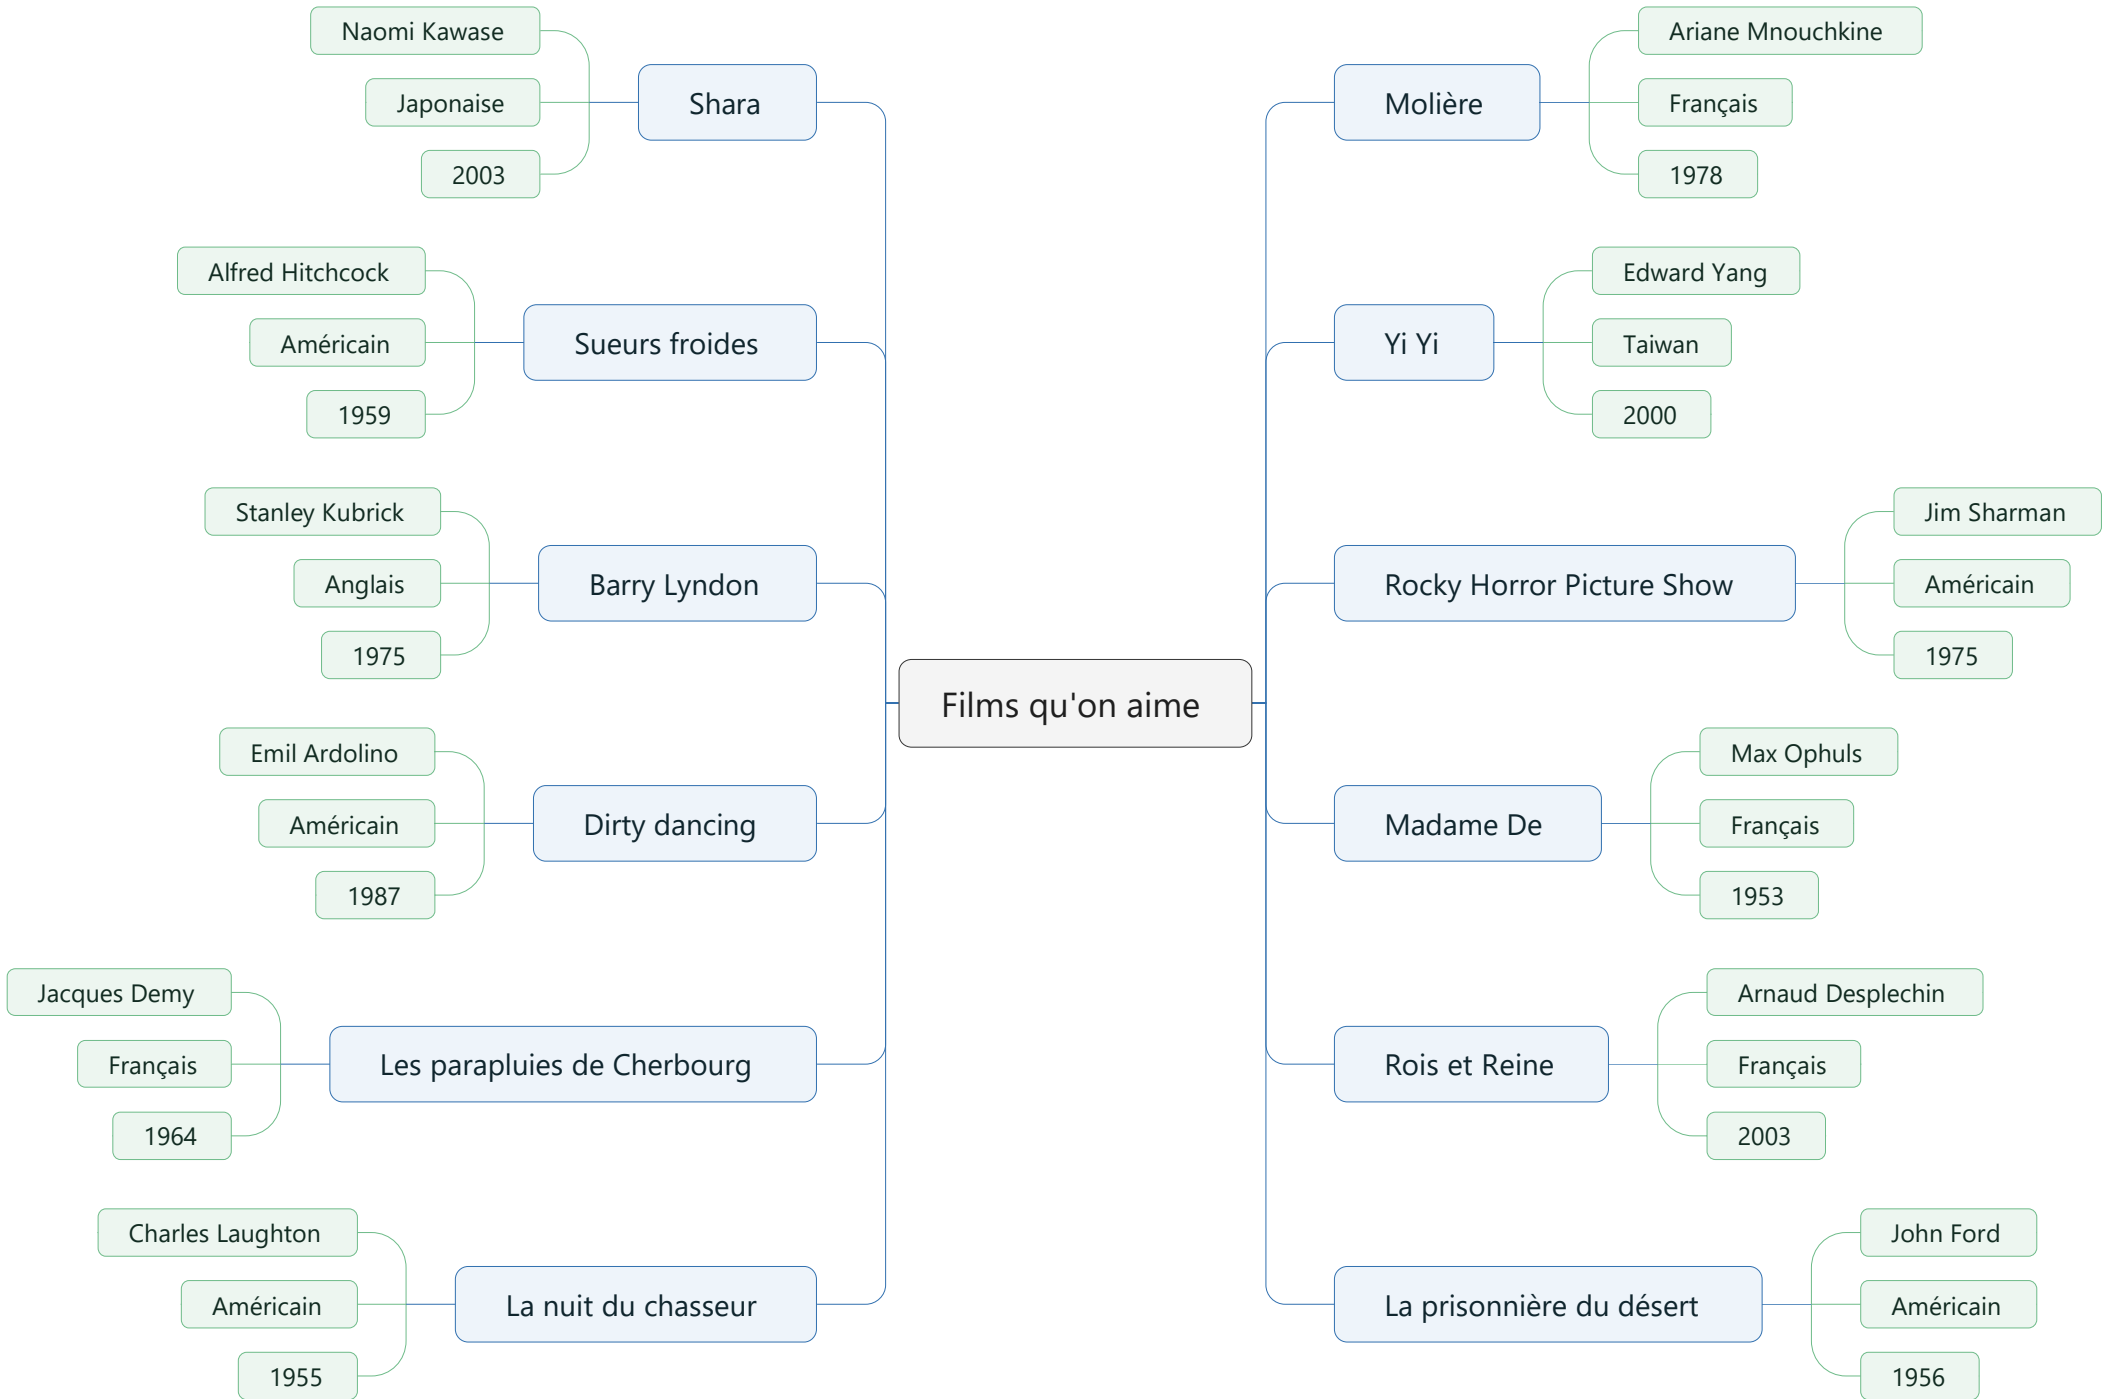 Films qu'on aime
Molière
Ariane Mnouchkine
Français
1978
Yi Yi
Edward Yang
Taiwan
2000
Rocky Horror Picture Show
Jim Sharman
Américain
1975
Madame De
Max Ophuls
Français
1953
Rois et Reine
Arnaud Desplechin
Français
2003
La prisonnière du désert
John Ford
Américain
1956
Shara
Naomi Kawase
Japonaise
2003
Sueurs froides
Alfred Hitchcock
Américain
1959
Barry Lyndon
Stanley Kubrick
Anglais
1975
Dirty dancing
Emil Ardolino
Américain
1987
Les parapluies de Cherbourg
Jacques Demy
Français
1964
La nuit du chasseur
Charles Laughton
Américain
1955